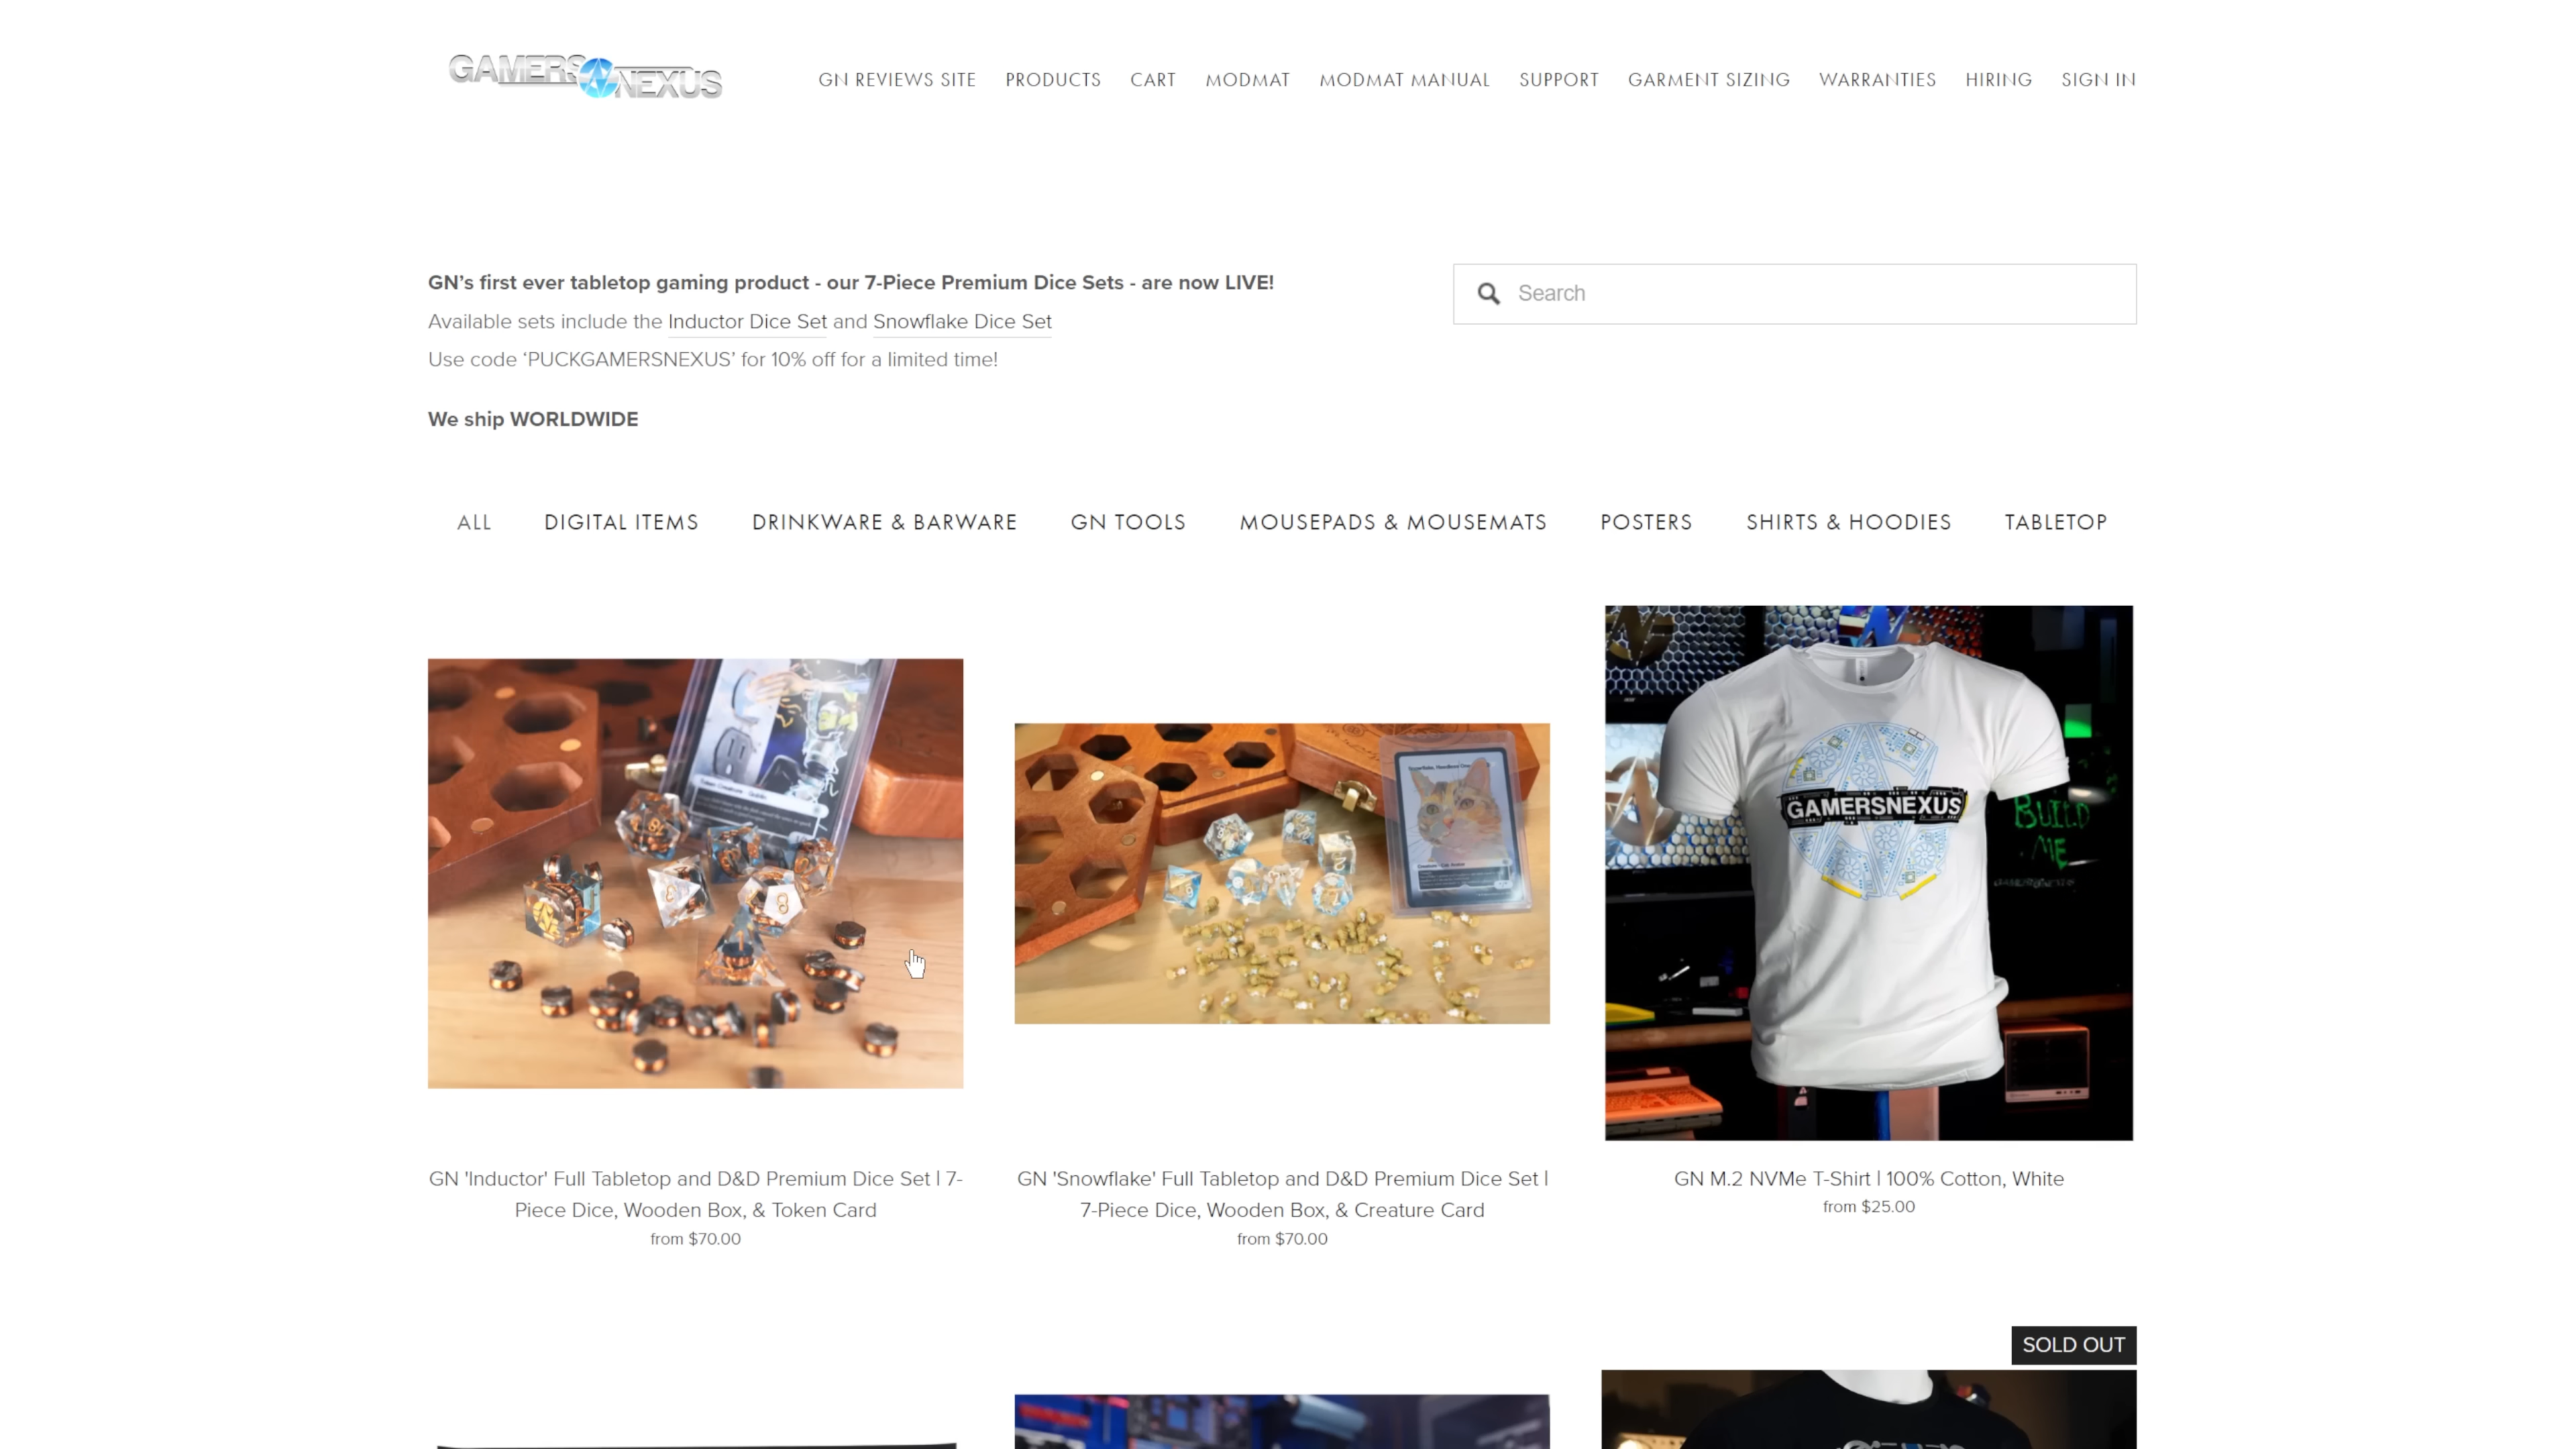 GAMERS NEXUS
GN REVIEWS SITE PRODUCTS CART MODMAT MODMAT MANUAL SUPPORT GARMENT SIZING WARRANTIES HIRING SIGN IN
GN’s first ever tabletop gaming product - our 7-Piece Premium Dice Sets - are now LIVE!
Search
Available sets include the Inductor Dice Set and Snowflake Dice Set
Use code ‘PUCKGAMERSNEXUS’ for 10% off for a limited time!
We ship WORLDWIDE
ALL DIGITAL ITEMS DRINKWARE & BARWARE GN TOOLS MOUSEPADS & MOUSEMATS POSTERS SHIRTS & HOODIES TABLETOP
GAMERSNEXUS
BUILD
ME
GN 'Inductor' Full Tabletop and D&D Premium Dice Set | 7-
Piece Dice, Wooden Box, & Token Card
from $70.00
GN 'Snowflake' Full Tabletop and D&D Premium Dice Set |
7-Piece Dice, Wooden Box, & Creature Card
from $70.00
GN M.2 NVMe T-Shirt | 100% Cotton, White
from $25.00
SOLD OUT